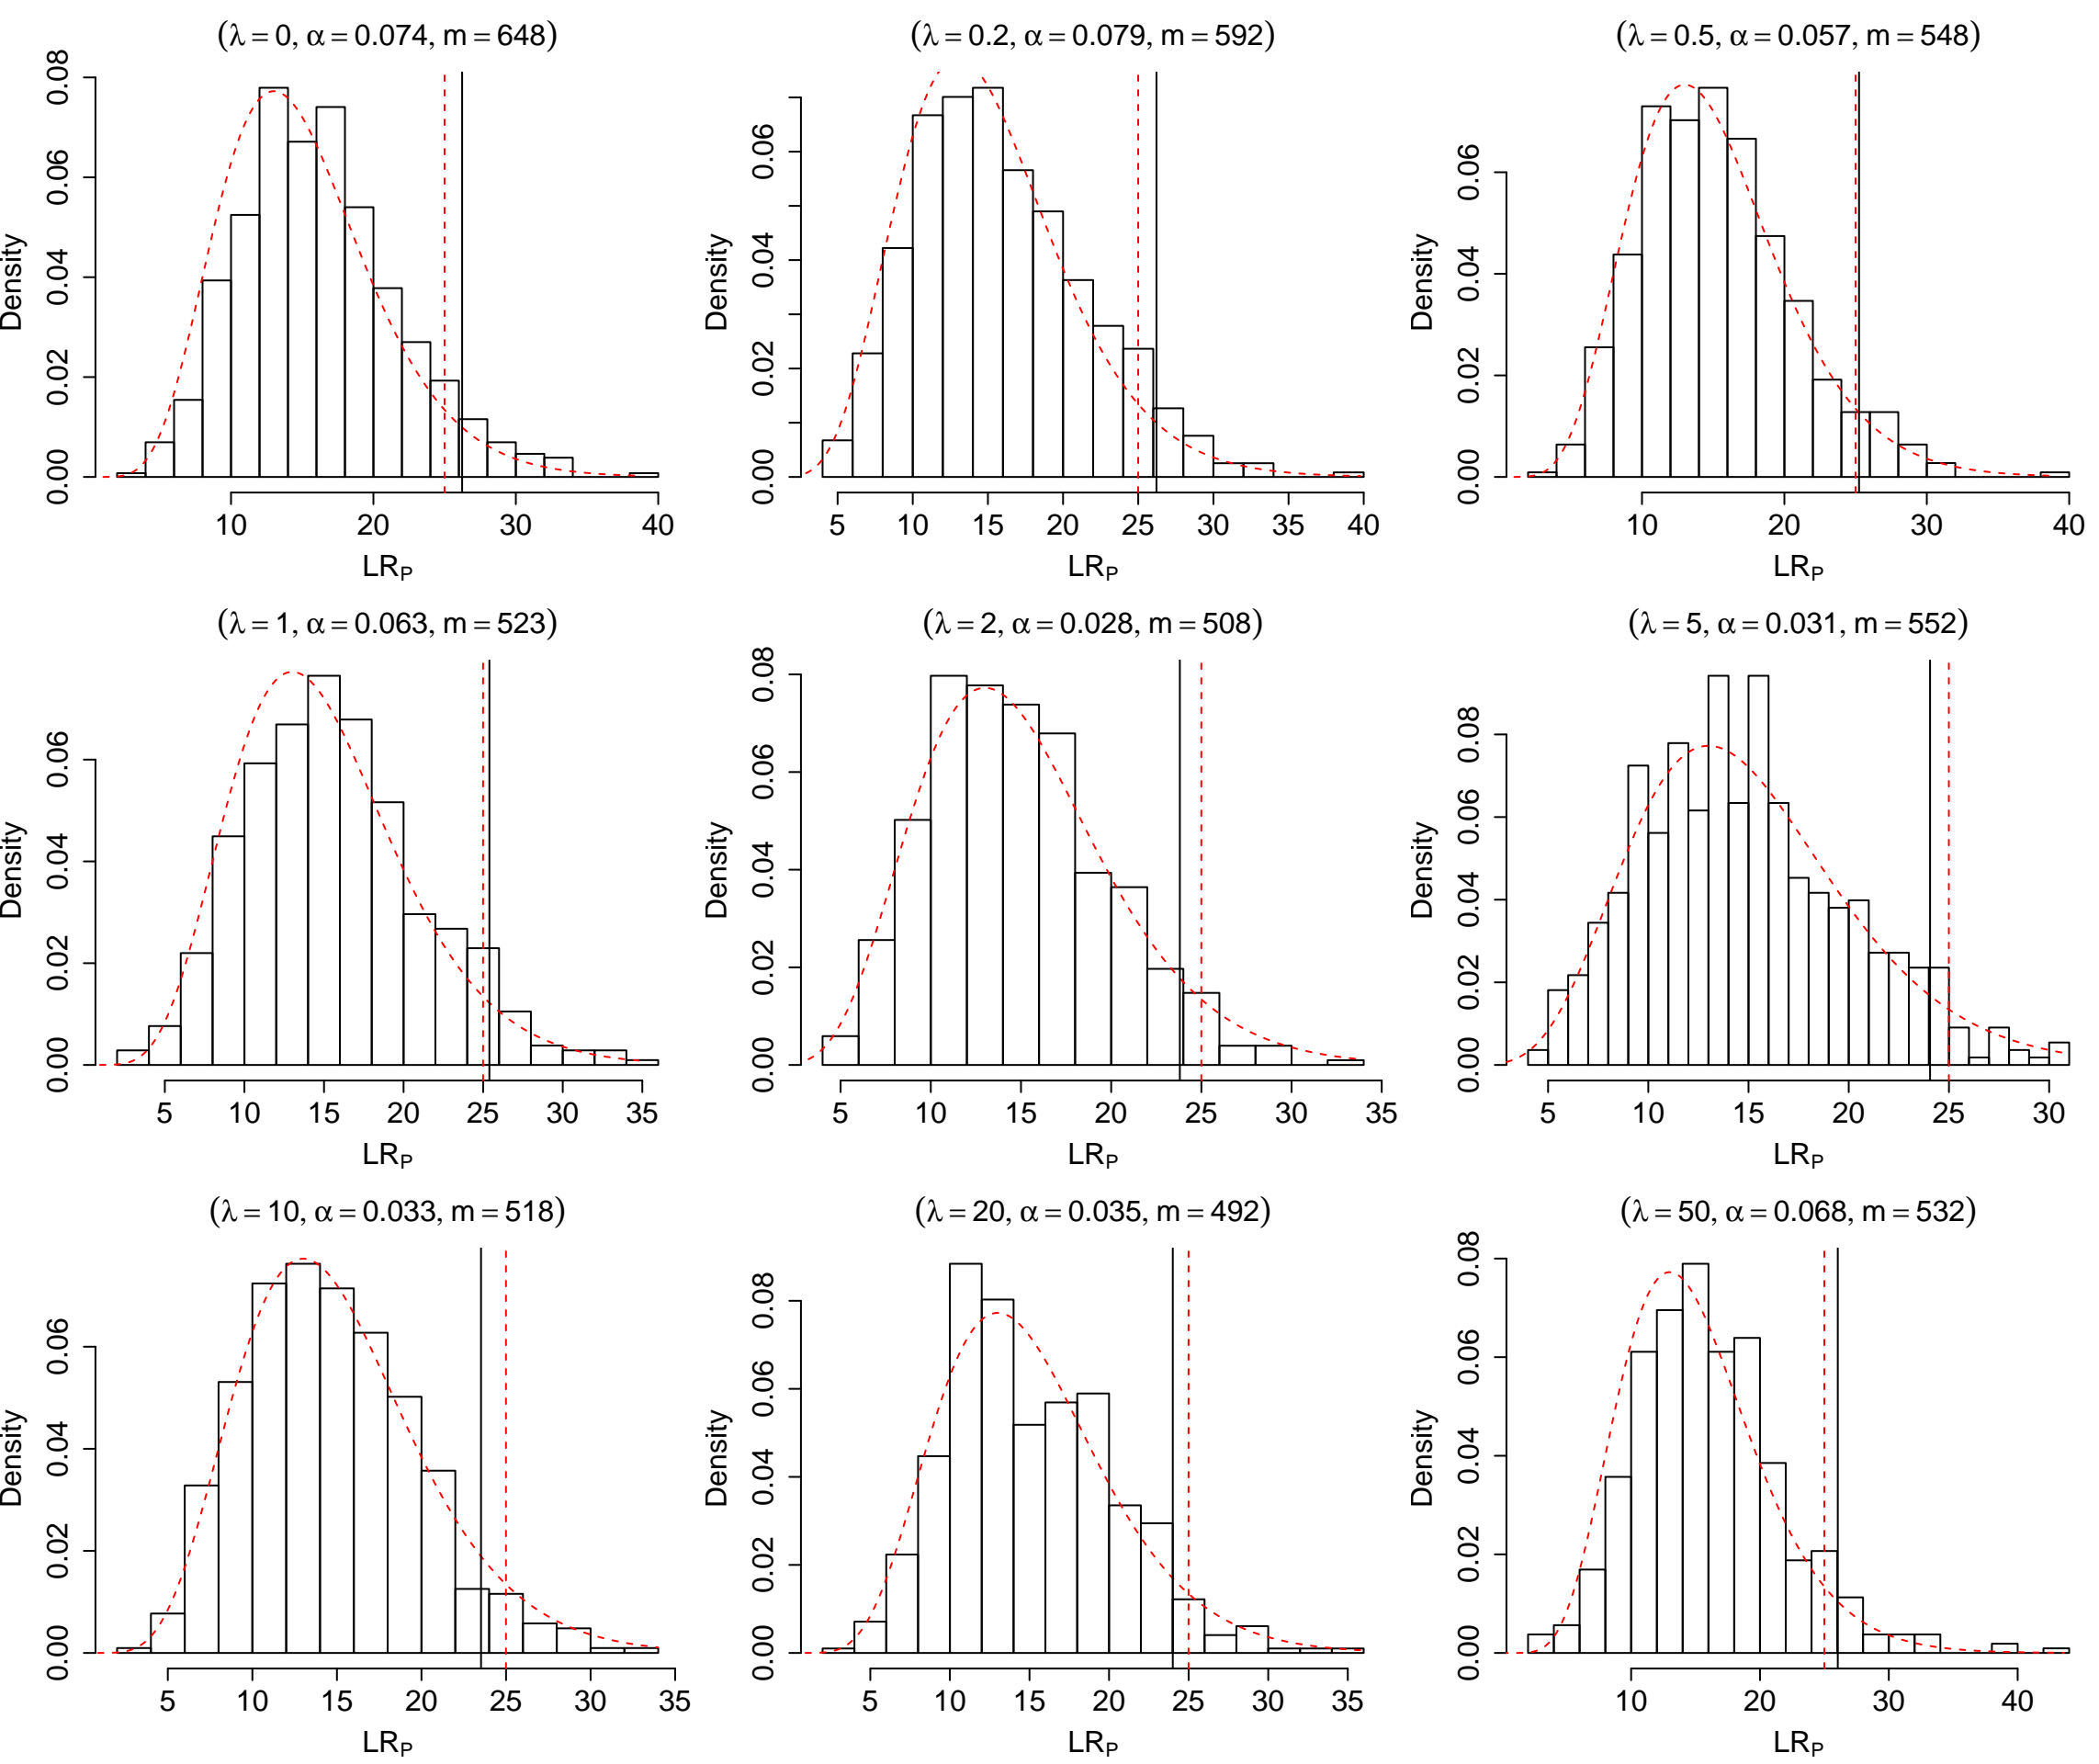 (λ = 0, α = 0.074, m = 648)
Density
0.00 0.02 0.04 0.06 0.08
10 20 30 40
LRP
(λ = 0.2, α = 0.079, m = 592)
Density
0.00 0.02 0.04 0.06
5 10 15 20 25 30 35 40
LRP
(λ = 0.5, α = 0.057, m = 548)
Density
0.00 0.02 0.04 0.06
10 20 30 40
LRP
(λ = 1, α = 0.063, m = 523)
Density
0.00 0.02 0.04 0.06
5 10 15 20 25 30 35
LRP
(λ = 2, α = 0.028, m = 508)
Density
0.00 0.02 0.04 0.06 0.08
5 10 15 20 25 30 35
LRP
(λ = 5, α = 0.031, m = 552)
Density
0.00 0.02 0.04 0.06 0.08
5 10 15 20 25 30
LRP
(λ = 10, α = 0.033, m = 518)
Density
0.00 0.02 0.04 0.06
5 10 15 20 25 30 35
LRP
(λ = 20, α = 0.035, m = 492)
Density
0.00 0.02 0.04 0.06 0.08
5 10 15 20 25 30 35
LRP
(λ = 50, α = 0.068, m = 532)
Density
0.00 0.02 0.04 0.06 0.08
10 20 30 40
LRP